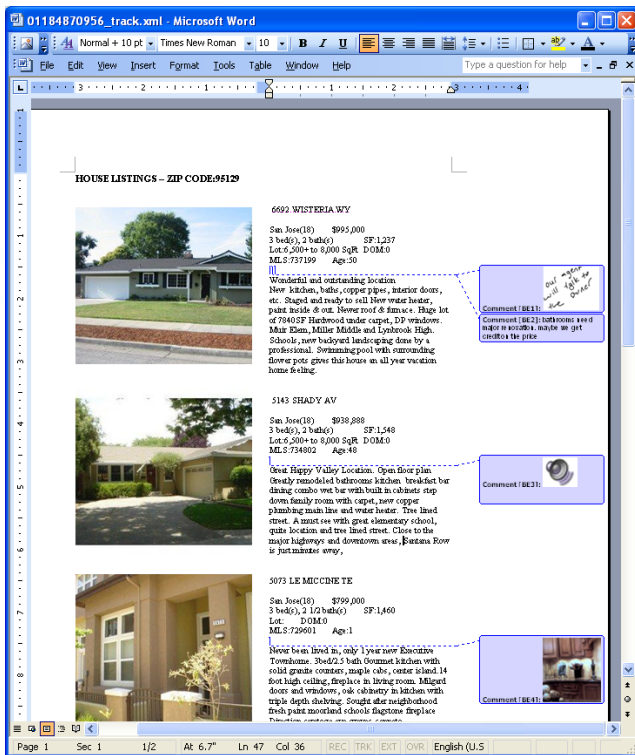 01184870956_track.xml - Microsoft Word
Normal + 10 pt Times New Roman 10 B I U
File Edit View Insert Format Tools Table Window Help Type a question for help
HOUSE LISTINGS – ZIP CODE:95129
6692 WISTERIA WY
San Jose(18) $995,000
3 bed(s), 2 bath(s) SF:1,237
Lot:6,500+ to 8,000 SqFt DOM:0
MLS:737199 Age:50
Wonderful and outstanding location
New kitchen, baths, copper pipes, interior doors,
etc. Staged and ready to sell New water heater,
paint inside & out. Newer roof & furnace. Huge lot
of 7840SF Hardwood under carpet, DP windows.
Muir Elem, Miller Middle and Lynbrook High.
Schools, new backyard landscaping done by a
professional. Swimming pool with surrounding
flower pots gives this house an all year vacation
home feeling.
our agent
will talk to
the owner
Comment [BE1]:
Comment [BE2]: bathrooms need
major renovation. maybe we get
credit on the price
5143 SHADY AV
San Jose(18) $938,888
3 bed(s), 2 bath(s) SF:1,548
Lot:6,500+ to 8,000 SqFt DOM:0
MLS:734802 Age:48
Great Happy Valley Location. Open floor plan
Greatly remodeled bathrooms kitchen breakfast bar
dining combo wet bar with built in cabinets step
down family room with carpet, new copper
plumbing main line and water heater. Tree lined
street. A must see with great elementary school,
quite location and tree lined street. Close to the
major highways and downtown areas, Santana Row
is just minutes away,
Comment [BE3]:
5073 LE MICCINE TE
San Jose(18) $799,000
3 bed(s), 2 1/2 bath(s) SF:1,460
Lot: DOM:0
MLS:729601 Age:1
Never been lived in, only 1 year new Executive
Townhome. 3bed/2.5 bath Gourmet kitchen with
solid granite counters, maple cabs, center island.14
foot high ceiling, fireplace in living room. Milgard
doors and windows, oak cabinetry in kitchen with
triple depth shelving. Sought after neighborhood
fresh paint moorland schools flagstone fireplace
Comment [BE4]:
Page 1 Sec 1 1/2 At 6.7" Ln 47 Col 36 REC TRK EXT OVR English (U.S